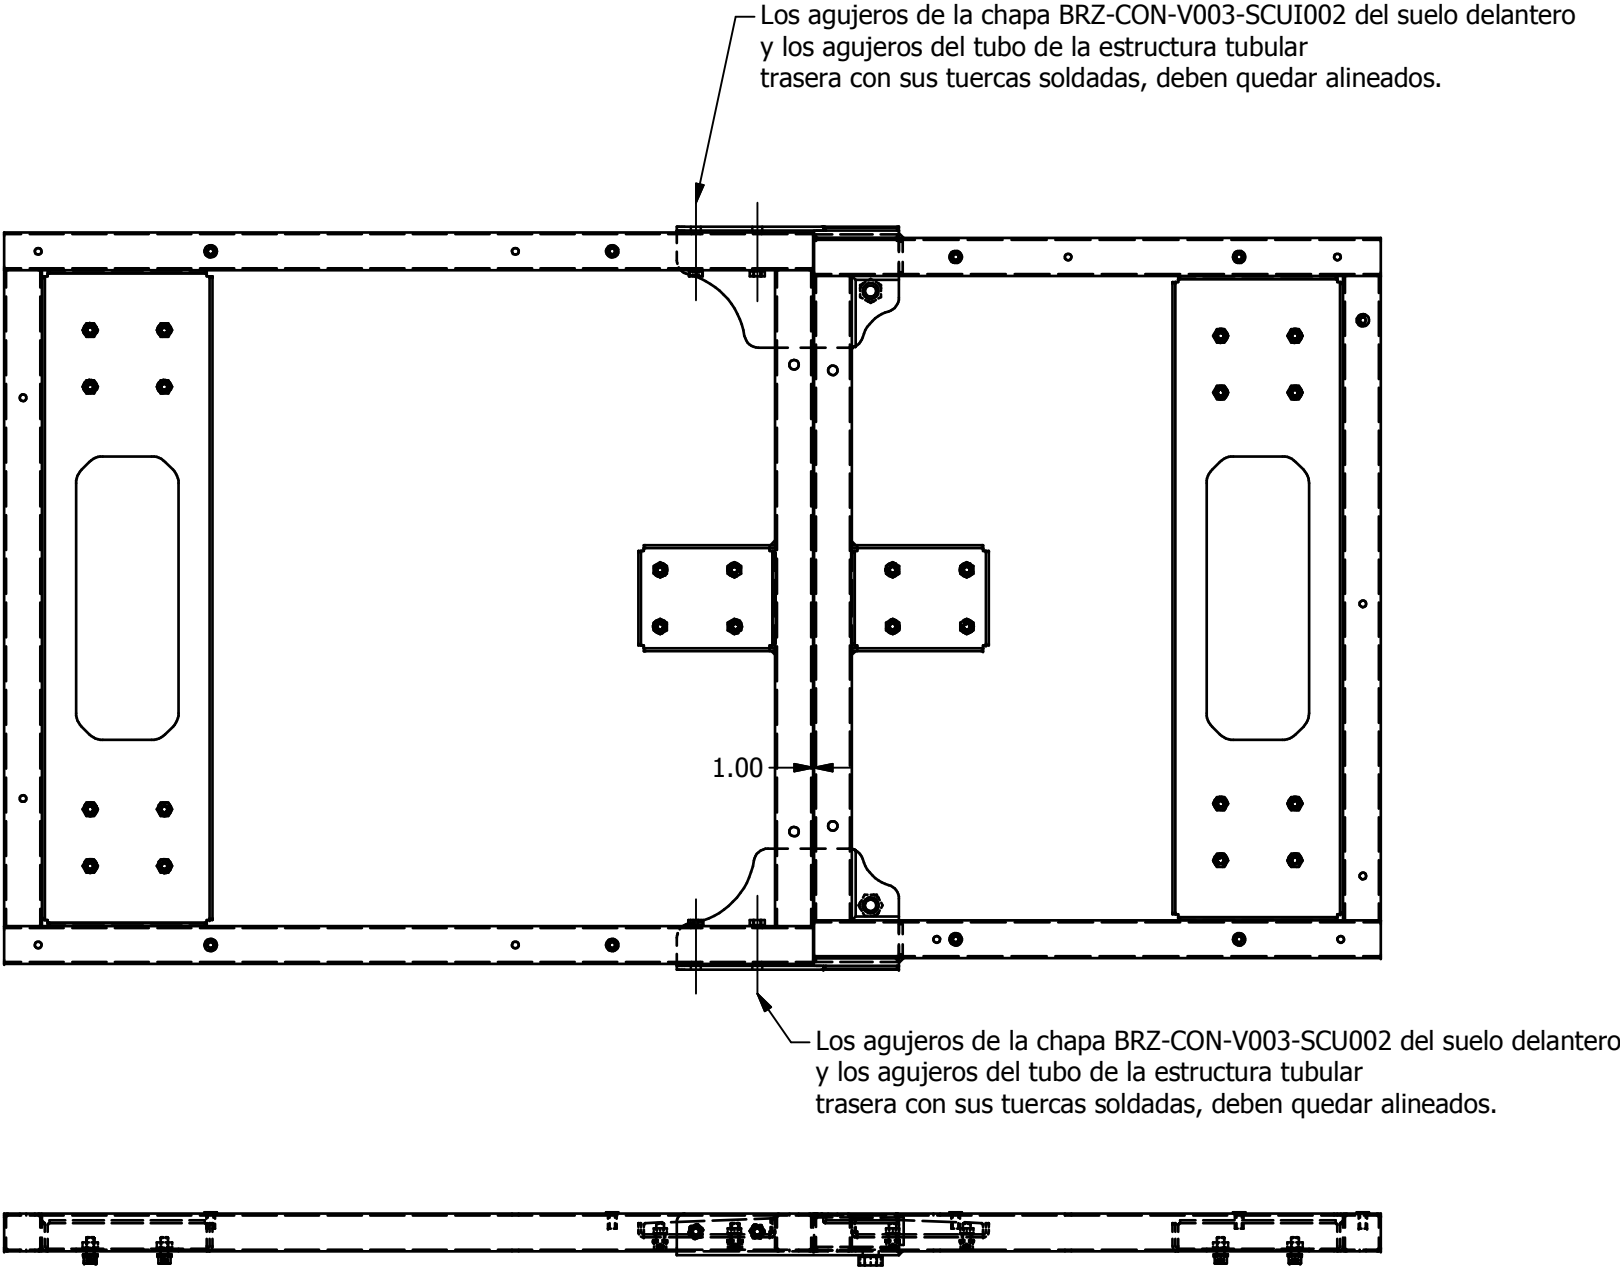 Los agujeros de la chapa BRZ-CON-V003-SCUI002 del suelo delantero
y los agujeros del tubo de la estructura tubular
trasera con sus tuercas soldadas, deben quedar alineados.
1.00
Los agujeros de la chapa BRZ-CON-V003-SCU002 del suelo delantero
y los agujeros del tubo de la estructura tubular
trasera con sus tuercas soldadas, deben quedar alineados.